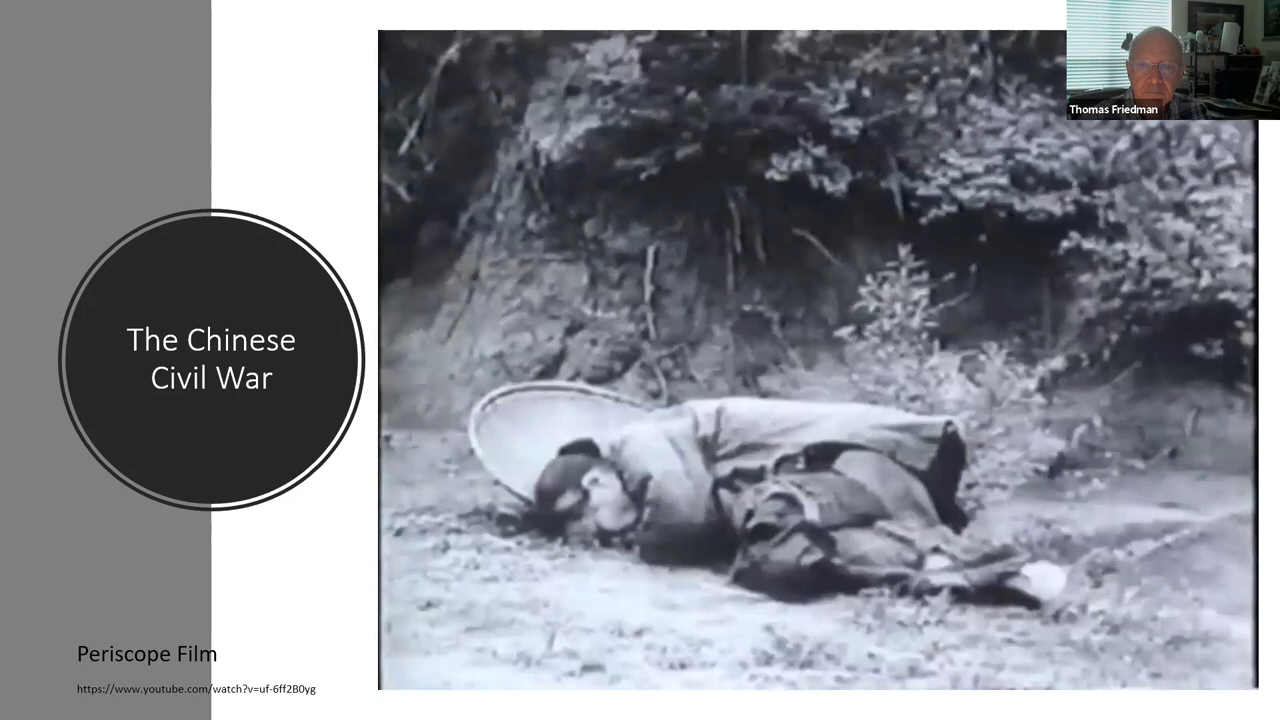 The Chinese
Civil War
Periscope Film
https://www.youtube.com/watch?v=uf-6ff2B0yg
Thomas Friedman